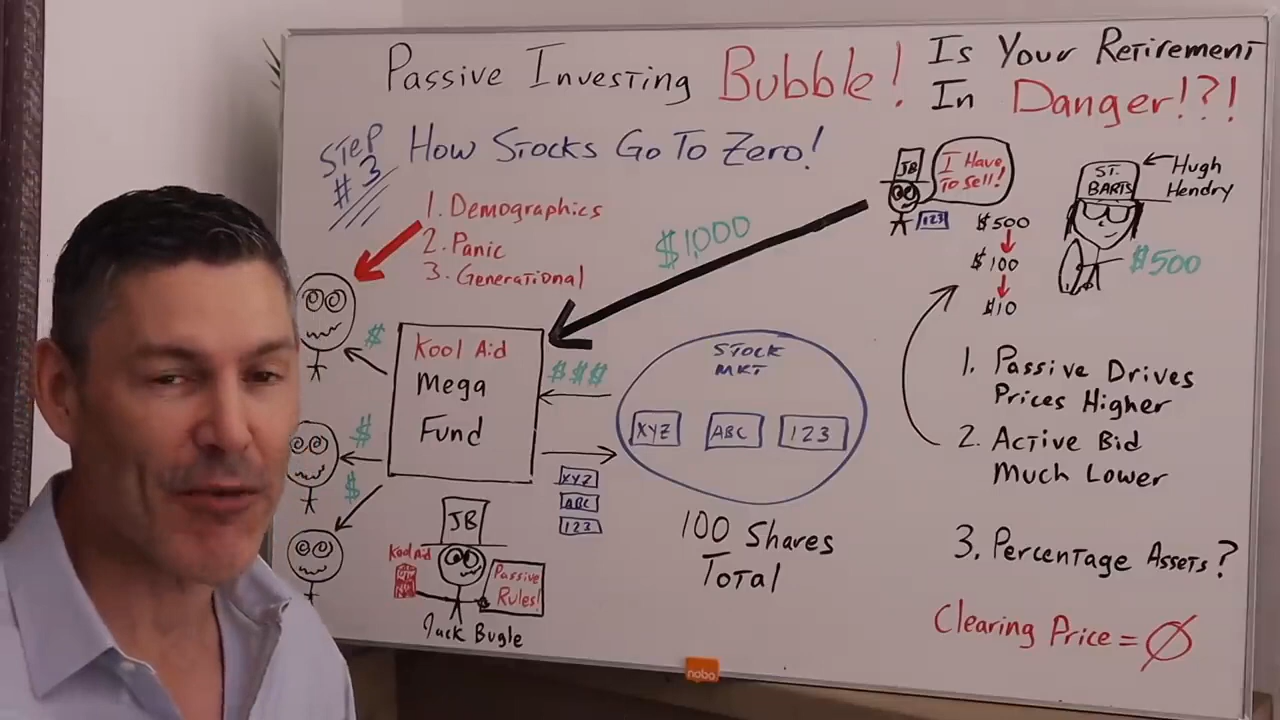 Passive Investing Bubble! Is Your Retirement
In Danger!?!
Step
#3
How Stocks Go To Zero!
1. Demographics
2. Panic
3. Generational
$1,000
JB
I Have
To Sell!
123
$500
$100
$10
ST.
BARTS
Hugh
Hendry
$500
$
$
$
Kool Aid
Mega
Fund
$$$
XYZ
ABC
123
STOCK
MKT
XYZ
ABC
123
100 Shares
Total
1. Passive Drives
Prices Higher
2. Active Bid
Much Lower
3. Percentage Assets?
Clearing Price = Ø
JB
Kool Aid
Passive
Rules!
Jack Bugle
nobo